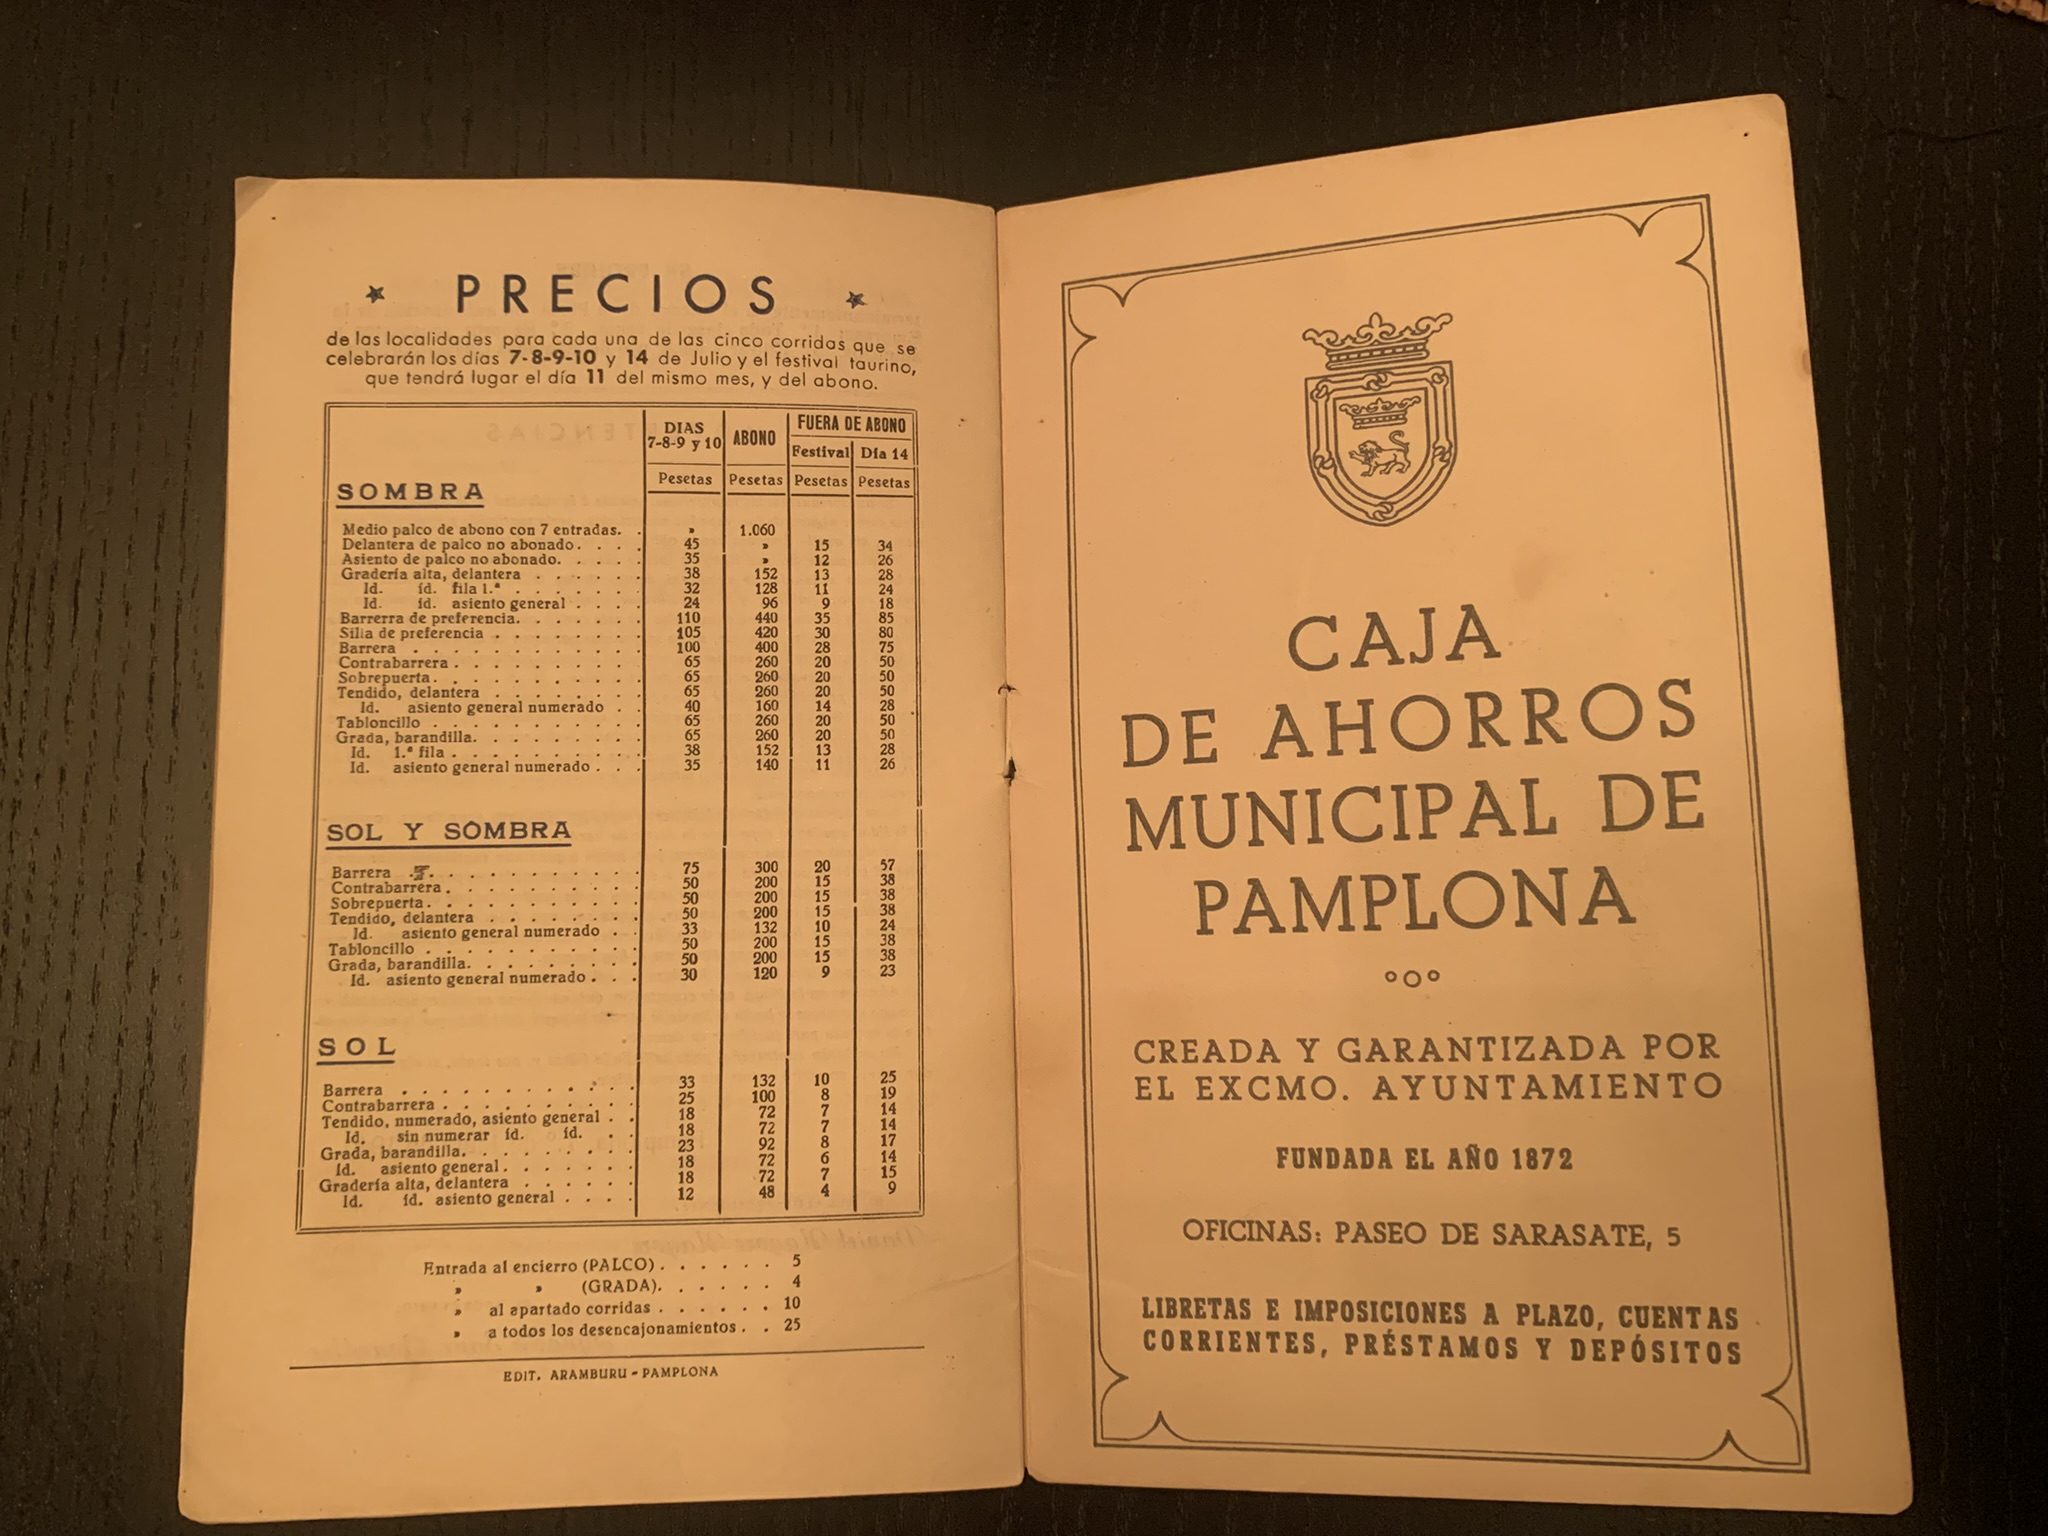 PRECIOS
de las localidades para cada una de las cinco corridas que se
celebrarán los días 7-8-9-10 y 14 de Julio y el festival taurino,
que tendrá lugar el día 11 del mismo mes, y del abono.
DIAS 7-8-9 y 10 ABONO FUERA DE ABONO
Festival Día 14
Pesetas Pesetas Pesetas Pesetas
SOMBRA
Medio palco de abono con 7 entradas. . » 1.060
Delantera de palco no abonado. . . . 45 » 15 34
Asiento de palco no abonado. . . . . 35 » 12 26
Gradería alta, delantera . . . . . . 38 152 13 28
Id. íd. fila 1.ª . . . . . . . 32 128 11 24
Id. íd. asiento general . . . . 24 96 9 18
Barrerra de preferencia. . . . . . . 110 440 35 85
Silla de preferencia . . . . . . . . 105 420 30 80
Barrera . . . . . . . . . . . . 100 400 28 75
Contrabarrera . . . . . . . . . . 65 260 20 50
Sobrepuerta. . . . . . . . . . . 65 260 20 50
Tendido, delantera . . . . . . . . 65 260 20 50
Id. asiento general numerado . . 40 160 14 28
Tabloncillo . . . . . . . . . . . 65 260 20 50
Grada, barandilla. . . . . . . . . 65 260 20 50
Id. 1.ª fila . . . . . . . . . . 38 152 13 28
Id. asiento general numerado . . . 35 140 11 26
SOL Y SOMBRA
Barrera . . . . . . . . . . . . 75 300 20 57
Contrabarrera . . . . . . . . . . 50 200 15 38
Sobrepuerta. . . . . . . . . . . 50 200 15 38
Tendido, delantera . . . . . . . . 50 200 15 38
Id. asiento general numerado . . 33 132 10 24
Tabloncillo . . . . . . . . . . . 50 200 15 38
Grada, barandilla. . . . . . . . . 50 200 15 38
Id. asiento general numerado . . . 30 120 9 23
SOL
Barrera . . . . . . . . . . . . 33 132 10 25
Contrabarrera . . . . . . . . . . 25 100 8 19
Tendido, numerado, asiento general . . 18 72 7 14
Id. sin numerar íd. íd. . . 18 72 7 14
Grada, barandilla. . . . . . . . . 23 92 8 17
Id. asiento general. . . . . . . 18 72 6 14
Gradería alta, delantera . . . . . . 18 72 7 15
Id. íd. asiento general . . . . 12 48 4 9
Entrada al encierro (PALCO) . . . . . . 5
» » (GRADA). . . . . . 4
» al apartado corridas . . . . . . 10
» a todos los desencajonamientos . . 25
EDIT. ARAMBURU - PAMPLONA
CAJA
DE AHORROS
MUNICIPAL DE
PAMPLONA
CREADA Y GARANTIZADA POR
EL EXCMO. AYUNTAMIENTO
FUNDADA EL AÑO 1872
OFICINAS: PASEO DE SARASATE, 5
LIBRETAS E IMPOSICIONES A PLAZO, CUENTAS
CORRIENTES, PRÉSTAMOS Y DEPÓSITOS